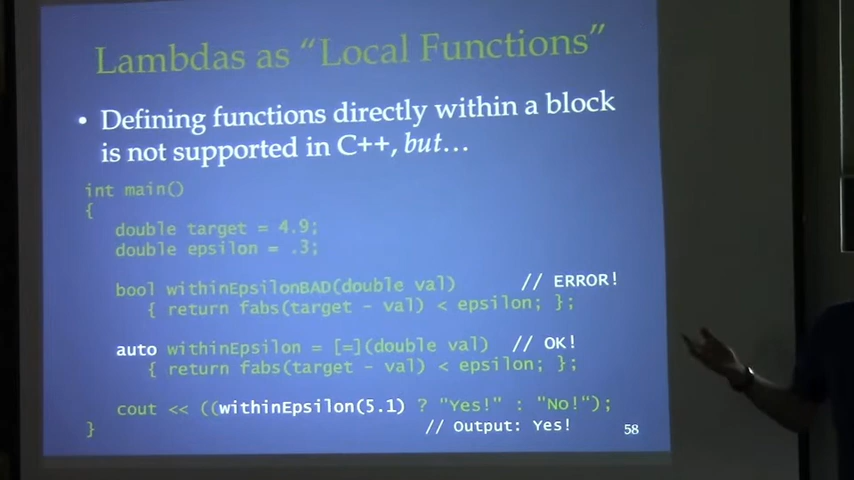 Lambdas as “Local Functions”
• Defining functions directly within a block
is not supported in C++, but…
int main()
{
double target = 4.9;
double epsilon = .3;
bool withinEpsilonBAD(double val) // ERROR!
{ return fabs(target - val) < epsilon; };
auto withinEpsilon = [=](double val) // OK!
{ return fabs(target - val) < epsilon; };
cout << ((withinEpsilon(5.1) ? "Yes!" : "No!");
} // Output: Yes!
58